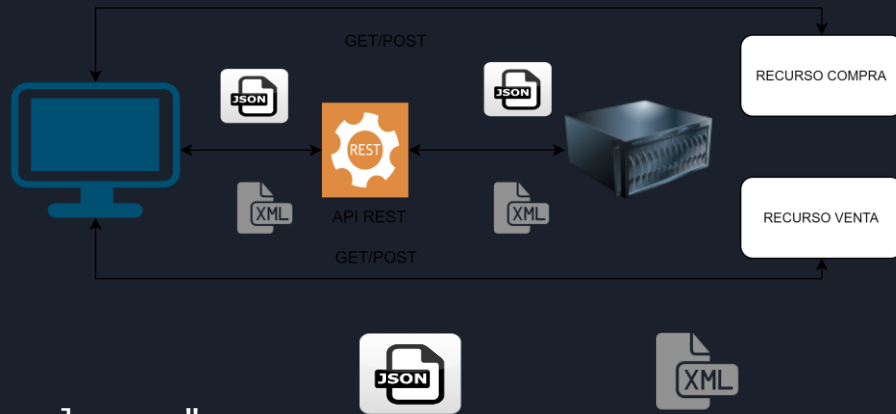 GET/POST
RECURSO COMPRA
JSON
JSON
REST
XML
XML
API REST
RECURSO VENTA
GET/POST
JSON
XML